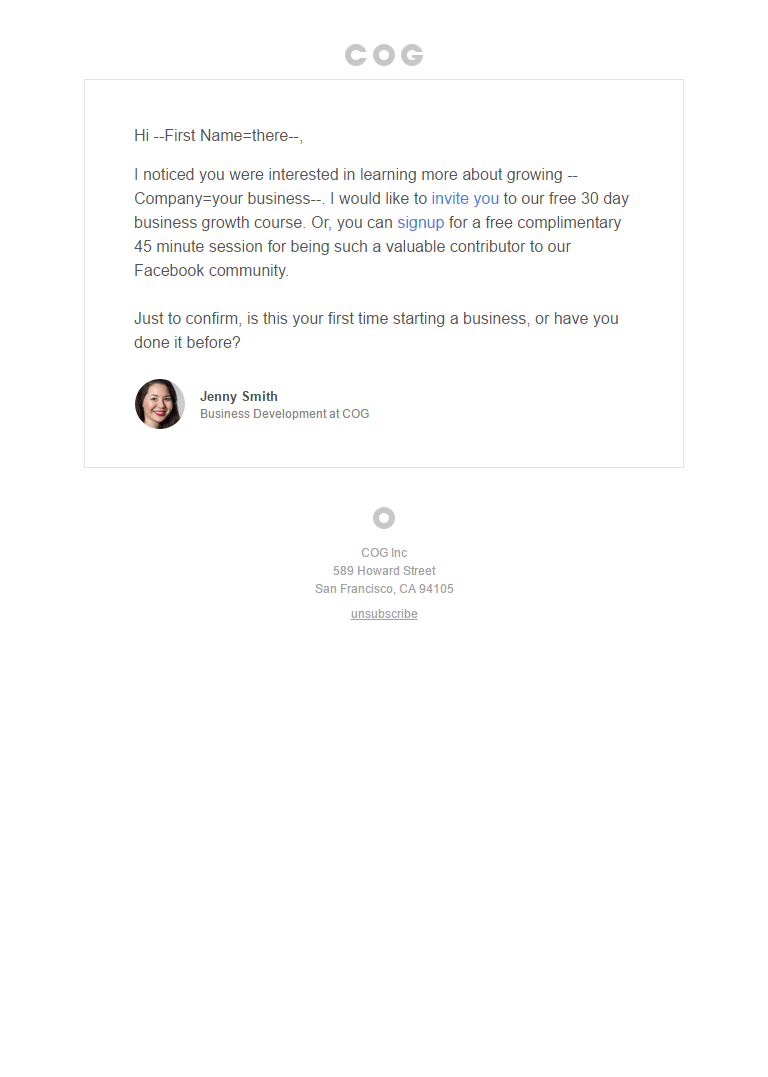 COG
Hi --First Name=there--,
I noticed you were interested in learning more about growing --
Company=your business--. I would like to invite you to our free 30 day
business growth course. Or, you can signup for a free complimentary
45 minute session for being such a valuable contributor to our
Facebook community.
Just to confirm, is this your first time starting a business, or have you
done it before?
Jenny Smith
Business Development at COG
COG Inc
589 Howard Street
San Francisco, CA 94105
unsubscribe